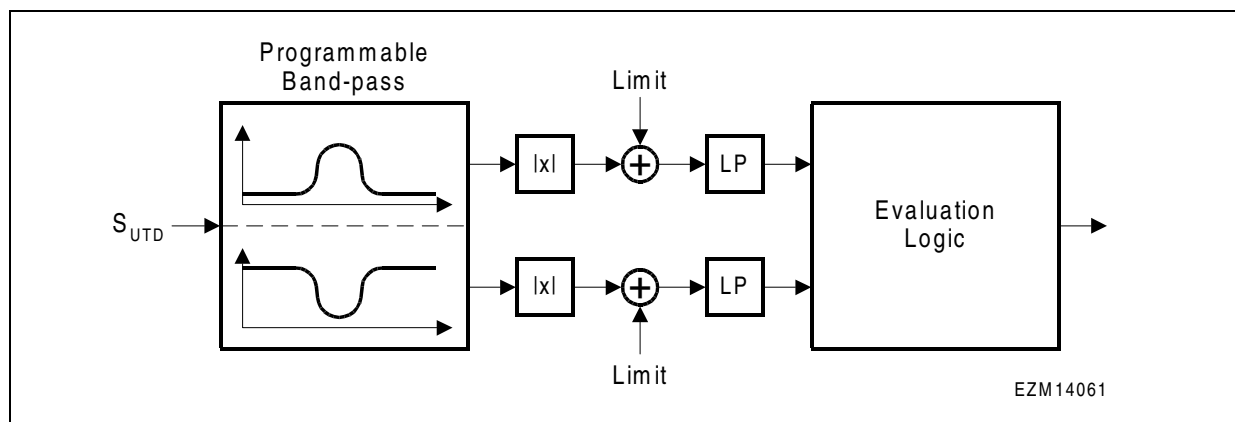 Programmable
Band-pass
Limit
|x|
LP
S_UTD
Evaluation
Logic
|x|
LP
Limit
EZM14061